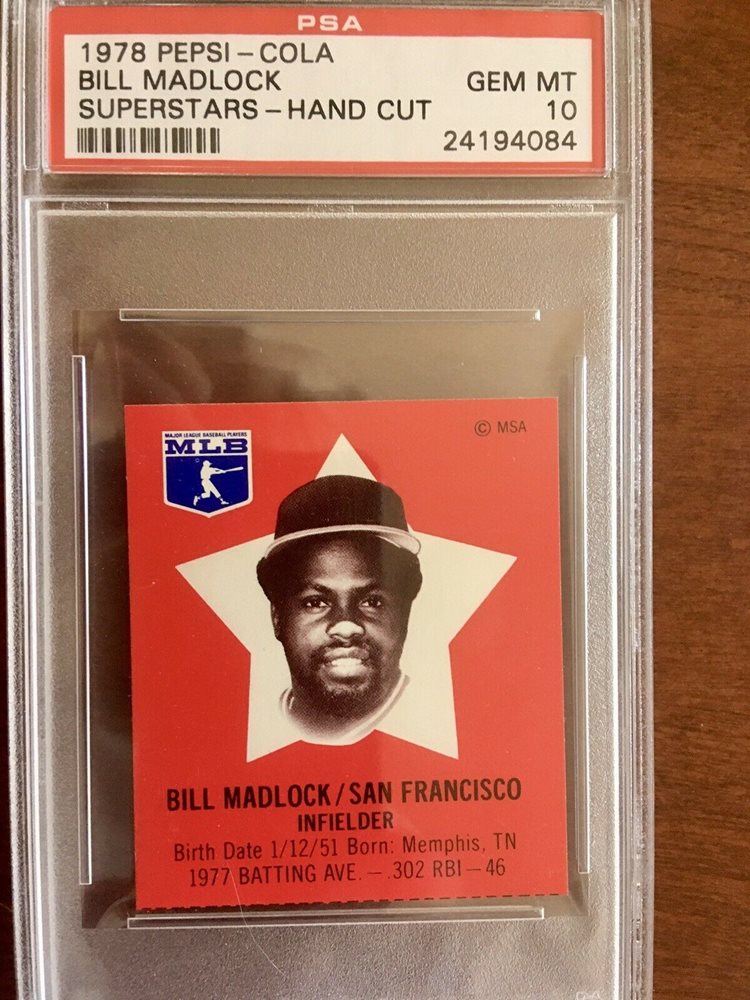 PSA
1978 PEPSI-COLA
BILL MADLOCK GEM MT
SUPERSTARS-HAND CUT 10
24194084
© MSA
MAJOR LEAGUE BASEBALL PLAYERS
MLB
BILL MADLOCK/SAN FRANCISCO
INFIELDER
Birth Date 1/12/51 Born: Memphis, TN
1977 BATTING AVE.—.302 RBI—46